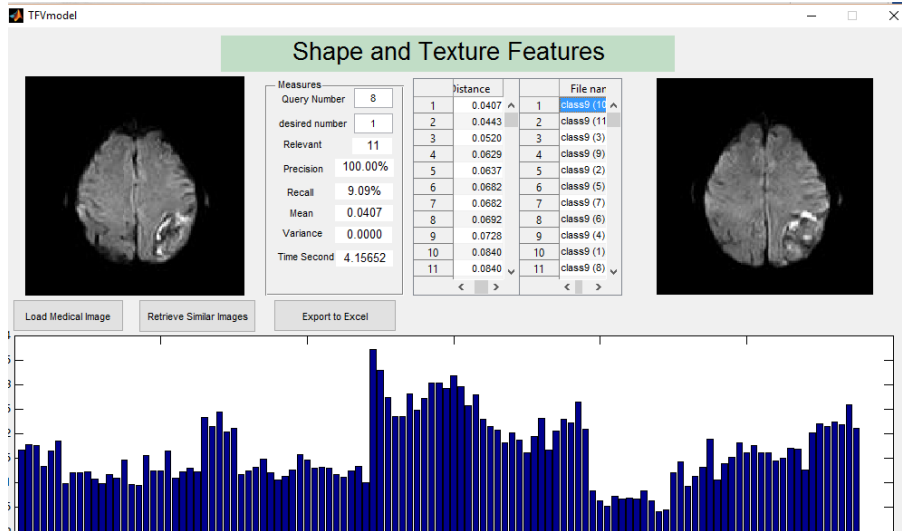 TFVmodel
Shape and Texture Features
Measures
Query Number 8
desired number 1
Relevant 11
Precision 100.00%
Recall 9.09%
Mean 0.0407
Variance 0.0000
Time Second 4.15652
Distance
1 0.0407
2 0.0443
3 0.0520
4 0.0629
5 0.0637
6 0.0682
7 0.0682
8 0.0692
9 0.0728
10 0.0840
11 0.0840
File nar
1 class9 (10
2 class9 (11
3 class9 (3)
4 class9 (9)
5 class9 (2)
6 class9 (5)
7 class9 (7)
8 class9 (6)
9 class9 (4)
10 class9 (1)
11 class9 (8)
Load Medical Image
Retrieve Similar Images
Export to Excel